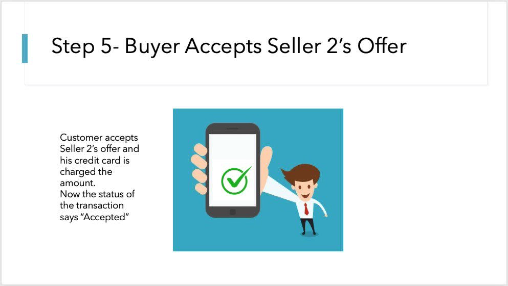 Step 5- Buyer Accepts Seller 2’s Offer
Customer accepts
Seller 2’s offer and
his credit card is
charged the
amount.
Now the status of
the transaction
says “Accepted”